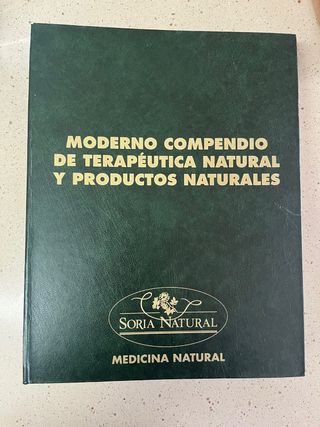 MODERNO COMPENDIO
DE TERAPÉUTICA NATURAL
Y PRODUCTOS NATURALES
SORIA NATURAL
MEDICINA NATURAL